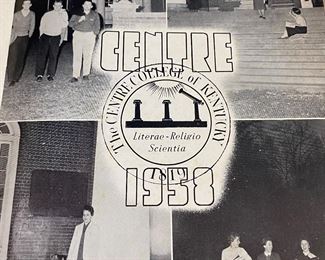 CENTRE
The CENTRE COLLEGE of KENTUCKY
Literae-Religio
Scientia
1958